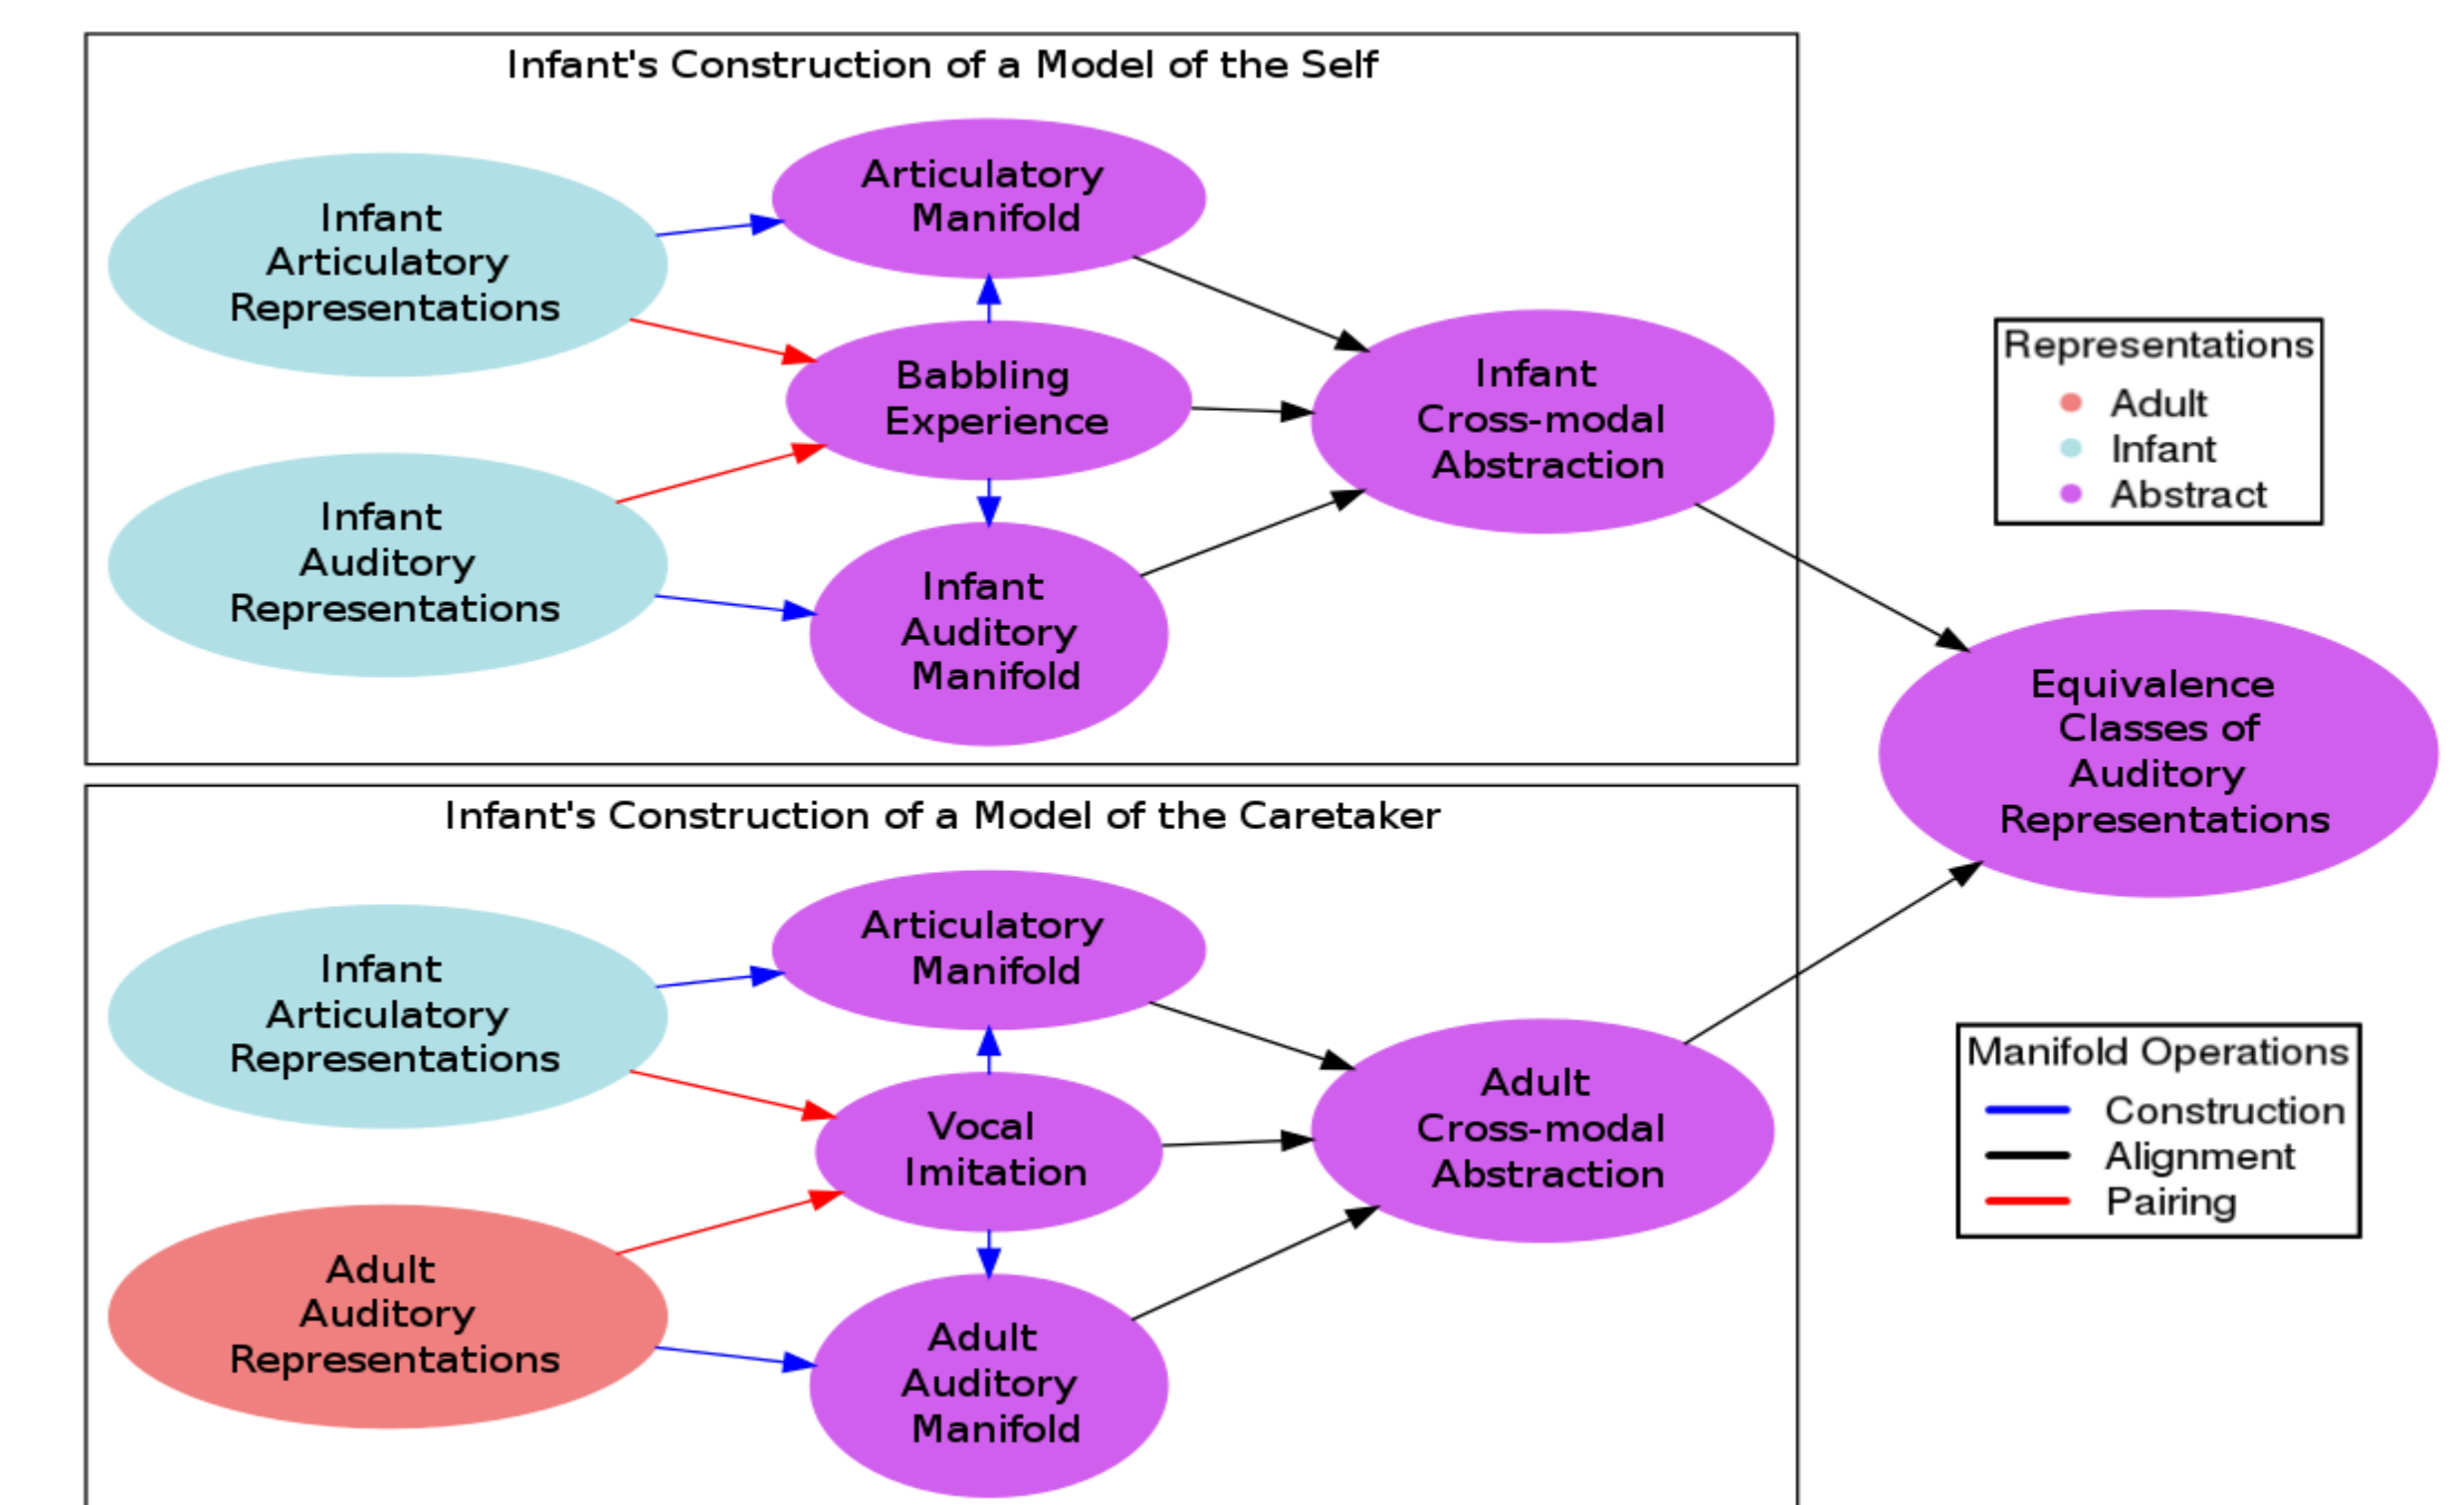 Infant's Construction of a Model of the Self
Infant
Articulatory
Representations
Articulatory
Manifold
Babbling
Experience
Infant
Auditory
Representations
Infant
Auditory
Manifold
Infant
Cross-modal
Abstraction
Representations
Adult
Infant
Abstract
Equivalence
Classes of
Auditory
Representations
Infant's Construction of a Model of the Caretaker
Infant
Articulatory
Representations
Articulatory
Manifold
Vocal
Imitation
Adult
Auditory
Representations
Adult
Auditory
Manifold
Adult
Cross-modal
Abstraction
Manifold Operations
Construction
Alignment
Pairing